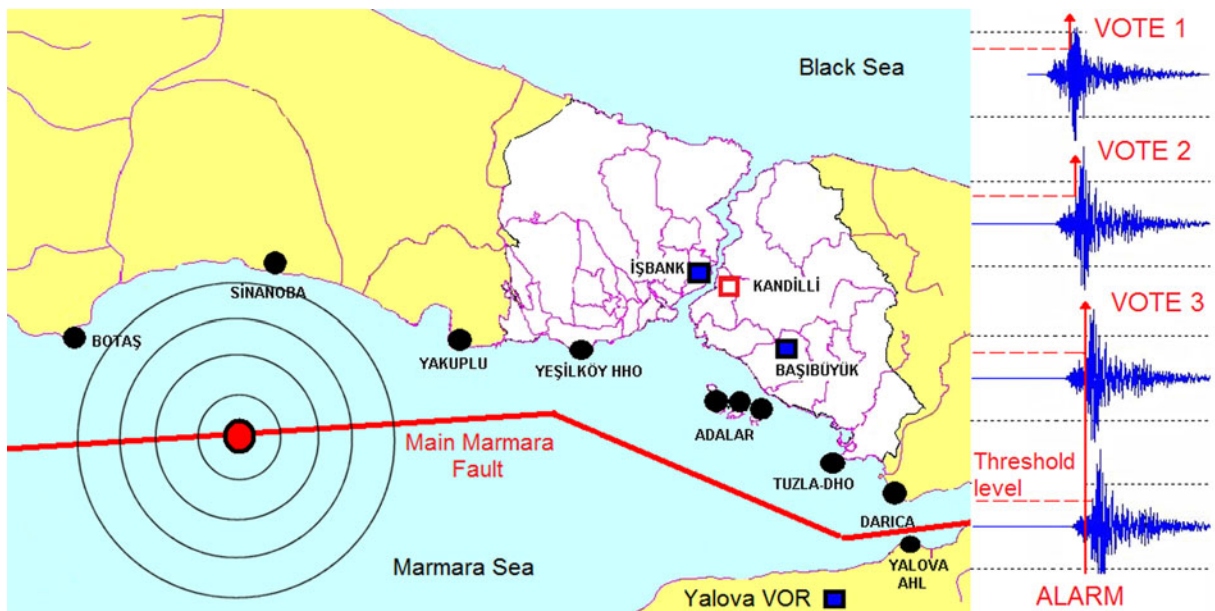 Black Sea
İŞBANK
KANDİLLİ
SİNANOBA
BOTAŞ
YAKUPLU
YEŞİLKÖY HHO
BAŞIBÜYÜK
ADALAR
Main Marmara
Fault
TUZLA-DHO
DARICA
YALOVA
AHL
Marmara Sea
Yalova VOR
VOTE 1
VOTE 2
VOTE 3
Threshold
level
ALARM